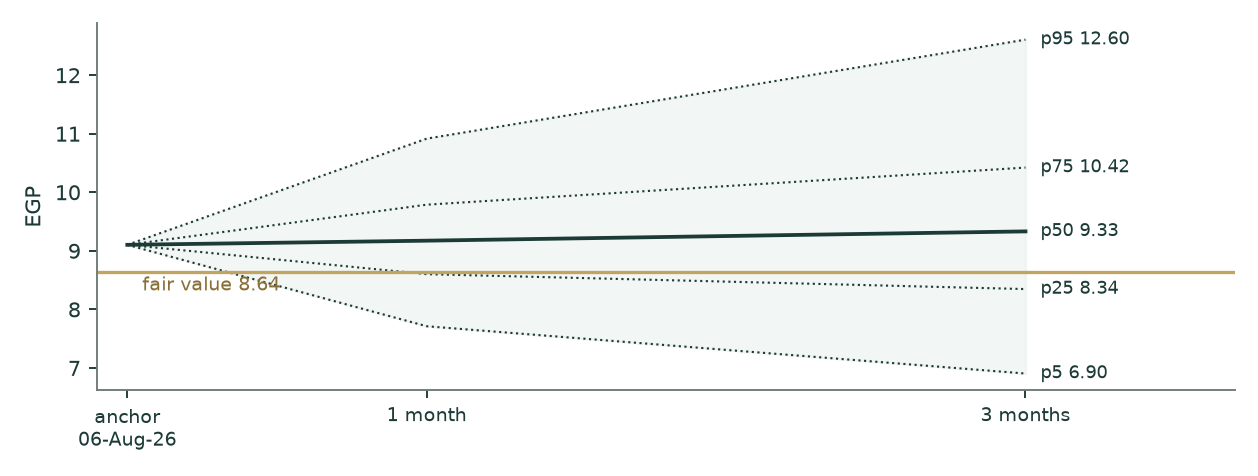 EGP
12
11
10
9
8
7
p95 12.60
p75 10.42
p50 9.33
p25 8.34
p5 6.90
fair value 8.64
anchor
06-Aug-26
1 month
3 months